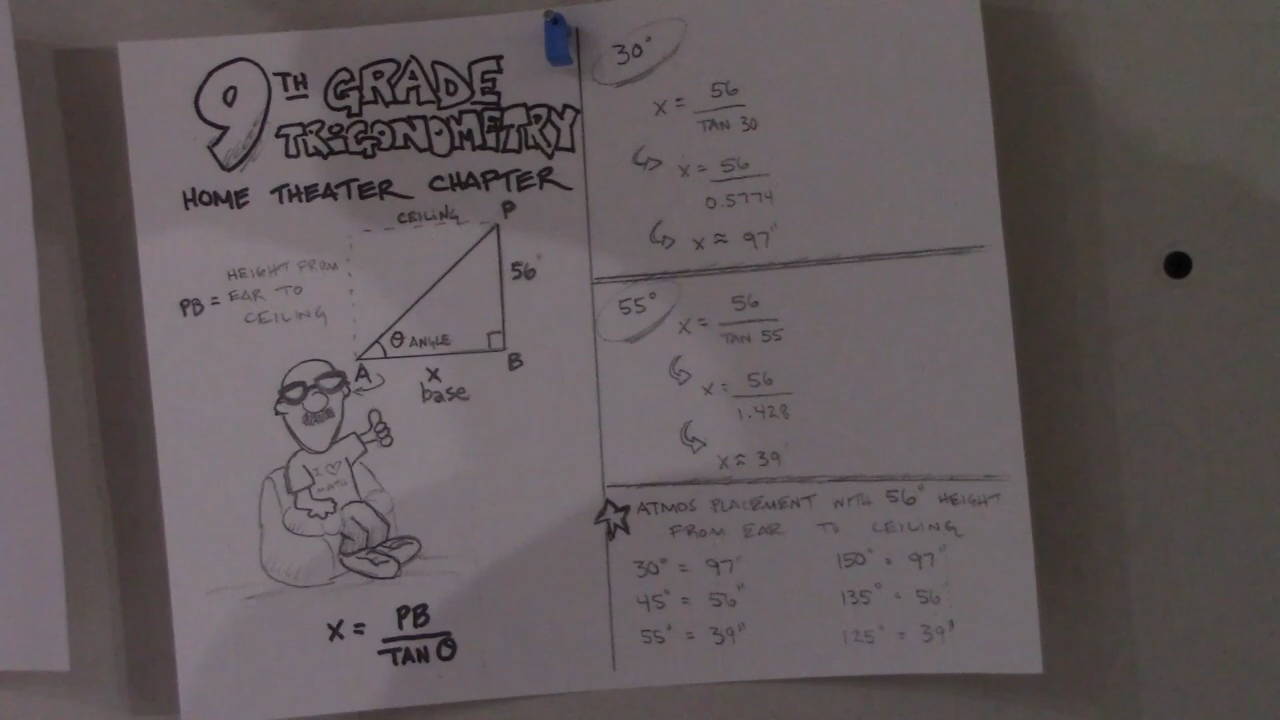 9TH GRADE
TRIGONOMETRY
HOME THEATER CHAPTER
CEILING
P
56"
PB = HEIGHT FROM
EAR TO
CEILING
θ ANGLE
A
B
x
base
I ♡
MATH
x = PB
TAN θ
30°
x = 56
TAN 30
↳ x = 56
0.5774
↳ x ≈ 97"
55°
x = 56
TAN 55
↳ x = 56
1.428
↳ x ≈ 39
☆ ATMOS PLACEMENT WITH 56" HEIGHT
FROM EAR TO CEILING
30° = 97" 150° = 97"
45° = 56" 135° = 56"
55° = 39" 125° = 39"